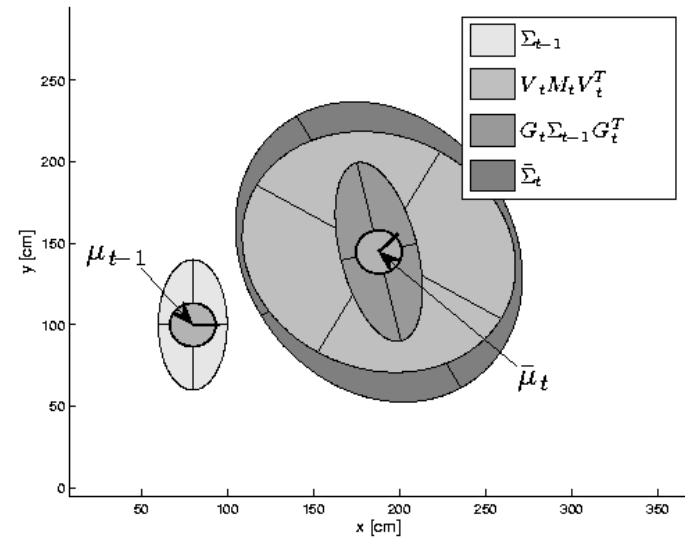 Σ_{t−1}
V_t M_t V_t^T
G_t Σ_{t−1} G_t^T
Σ̄_t
μ_{t−1}
μ̄_t
y [cm]
250
200
150
100
50
0
50
100
150
200
250
300
350
x [cm]